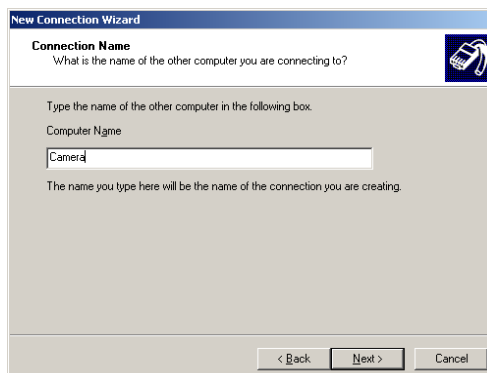 New Connection Wizard
Connection Name
What is the name of the other computer you are connecting to?
Type the name of the other computer in the following box.
Computer Name
Camera
The name you type here will be the name of the connection you are creating.
< Back
Next >
Cancel